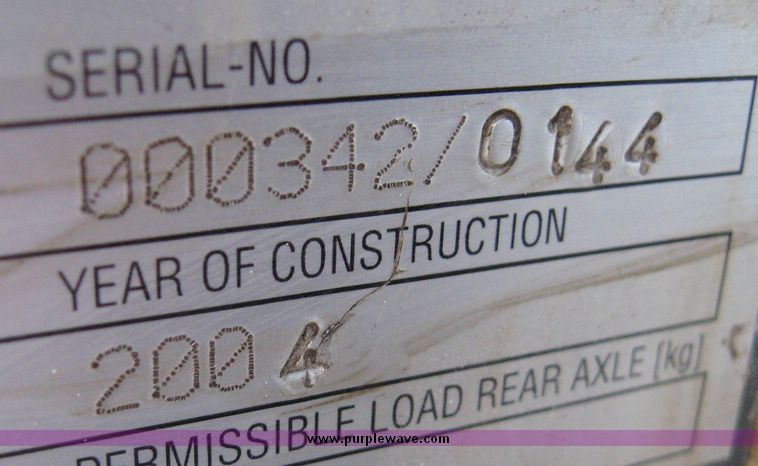 SERIAL-NO.
000342/0144
YEAR OF CONSTRUCTION
2004
PERMISSIBLE LOAD REAR AXLE [kg]
www.purplewave.com